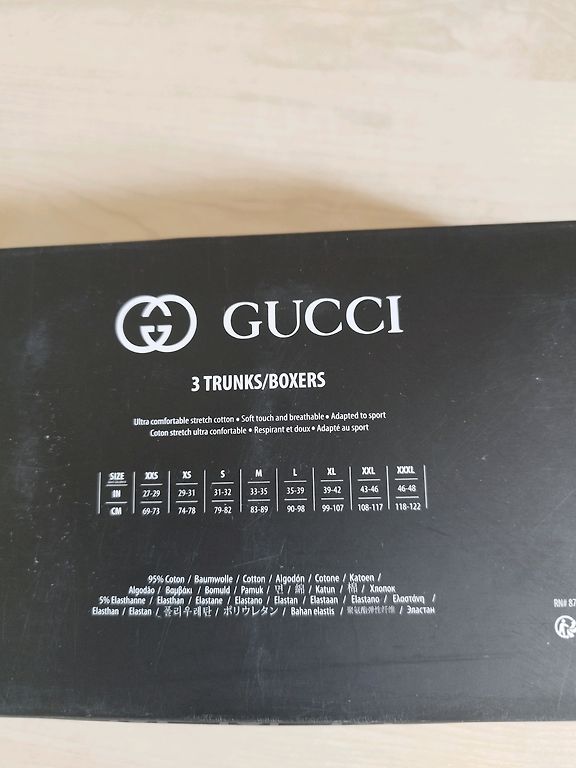 GUCCI
3 TRUNKS/BOXERS
Ultra comfortable stretch cotton • Soft touch and breathable • Adapted to sport
Coton stretch ultra confortable • Respirant et doux • Adapté au sport
SIZE XXS XS S M L XL XXL XXXL
IN 27-29 29-31 31-32 33-35 35-39 39-42 43-46 46-48
CM 69-73 74-78 79-82 83-89 90-98 99-107 108-117 118-122
95% Coton / Baumwolle / Cotton / Algodón / Cotone / Katoen /
Algodão / Βαμβάκι / Bomuld / Pamuk / 면 / 綿 / Katun / 棉 / Хлопок
5% Elasthanne / Elasthan / Elastane / Elastano / Elastan / Elastaan / Elastano / Ελαστάνη /
Elasthan / Elastan / 폴리우레탄 / ポリウレタン / Bahan elastis / 聚氨酯弹性纤维 / Эластан
RN# 87